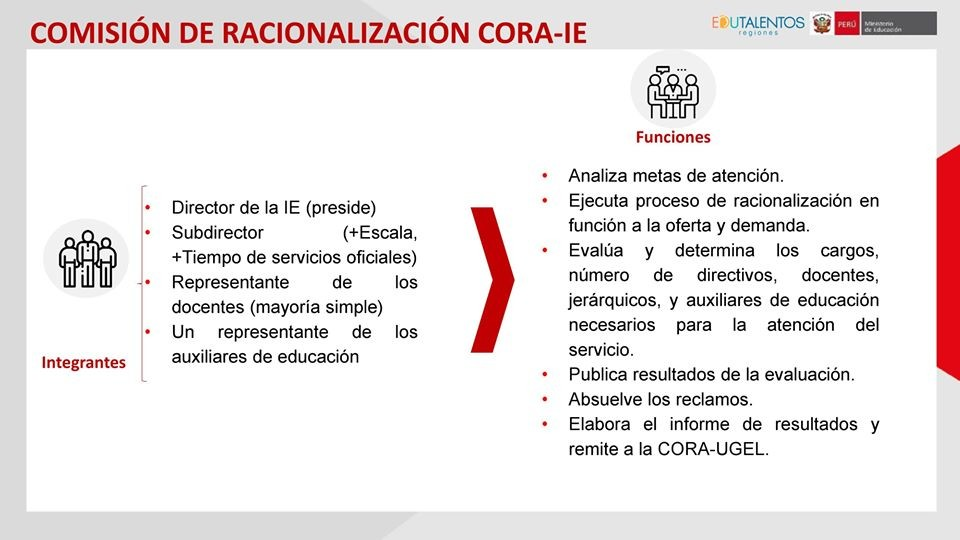 COMISIÓN DE RACIONALIZACIÓN CORA-IE
EDUTALENTOS
regiones
PERÚ
Ministerio
de Educación
Integrantes
• Director de la IE (preside)
• Subdirector (+Escala,
+Tiempo de servicios oficiales)
• Representante de los
docentes (mayoría simple)
• Un representante de los
auxiliares de educación
Funciones
• Analiza metas de atención.
• Ejecuta proceso de racionalización en
función a la oferta y demanda.
• Evalúa y determina los cargos,
número de directivos, docentes,
jerárquicos, y auxiliares de educación
necesarios para la atención del
servicio.
• Publica resultados de la evaluación.
• Absuelve los reclamos.
• Elabora el informe de resultados y
remite a la CORA-UGEL.